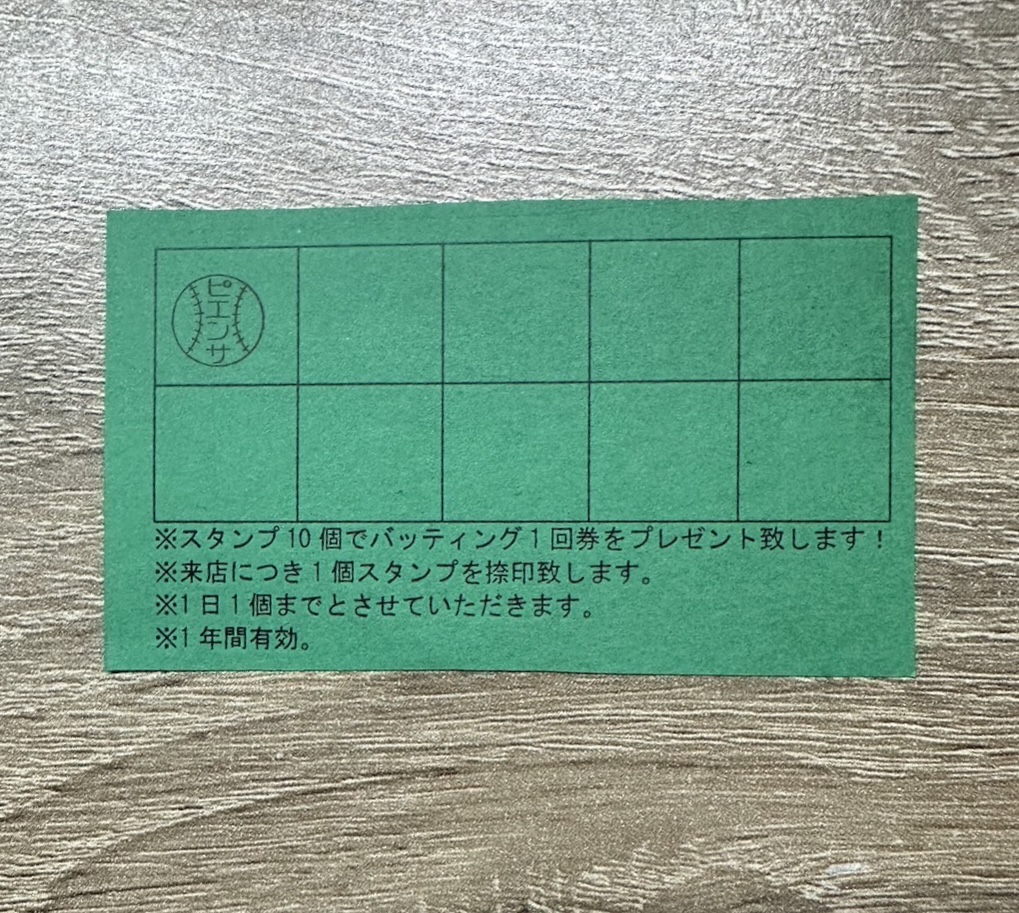 ピエンサ
※スタンプ10個でバッティング1回券をプレゼント致します！
※来店につき1個スタンプを捺印致します。
※1日1個までとさせていただきます。
※1年間有効。